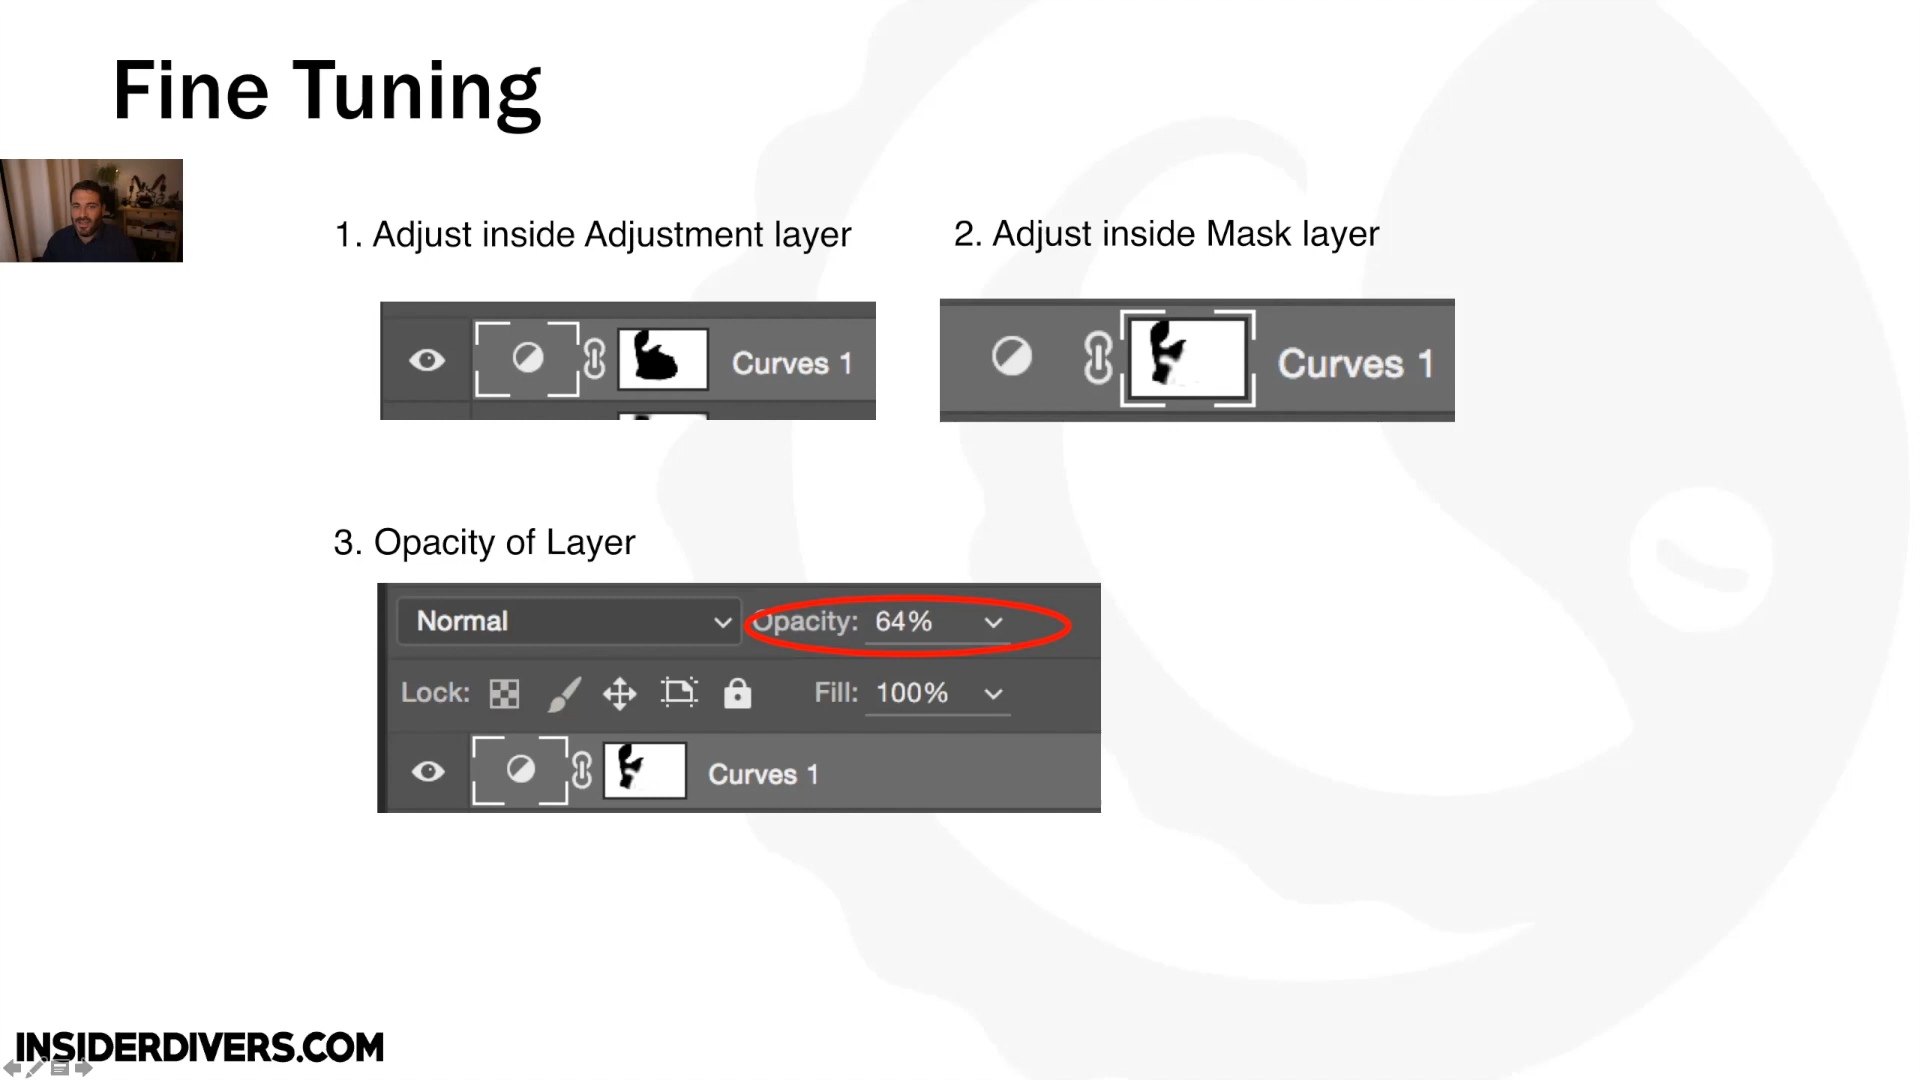 Fine Tuning
1. Adjust inside Adjustment layer
2. Adjust inside Mask layer
Curves 1
Curves 1
3. Opacity of Layer
Normal
Opacity: 64%
Lock:
Fill: 100%
Curves 1
INSIDERDIVERS.COM